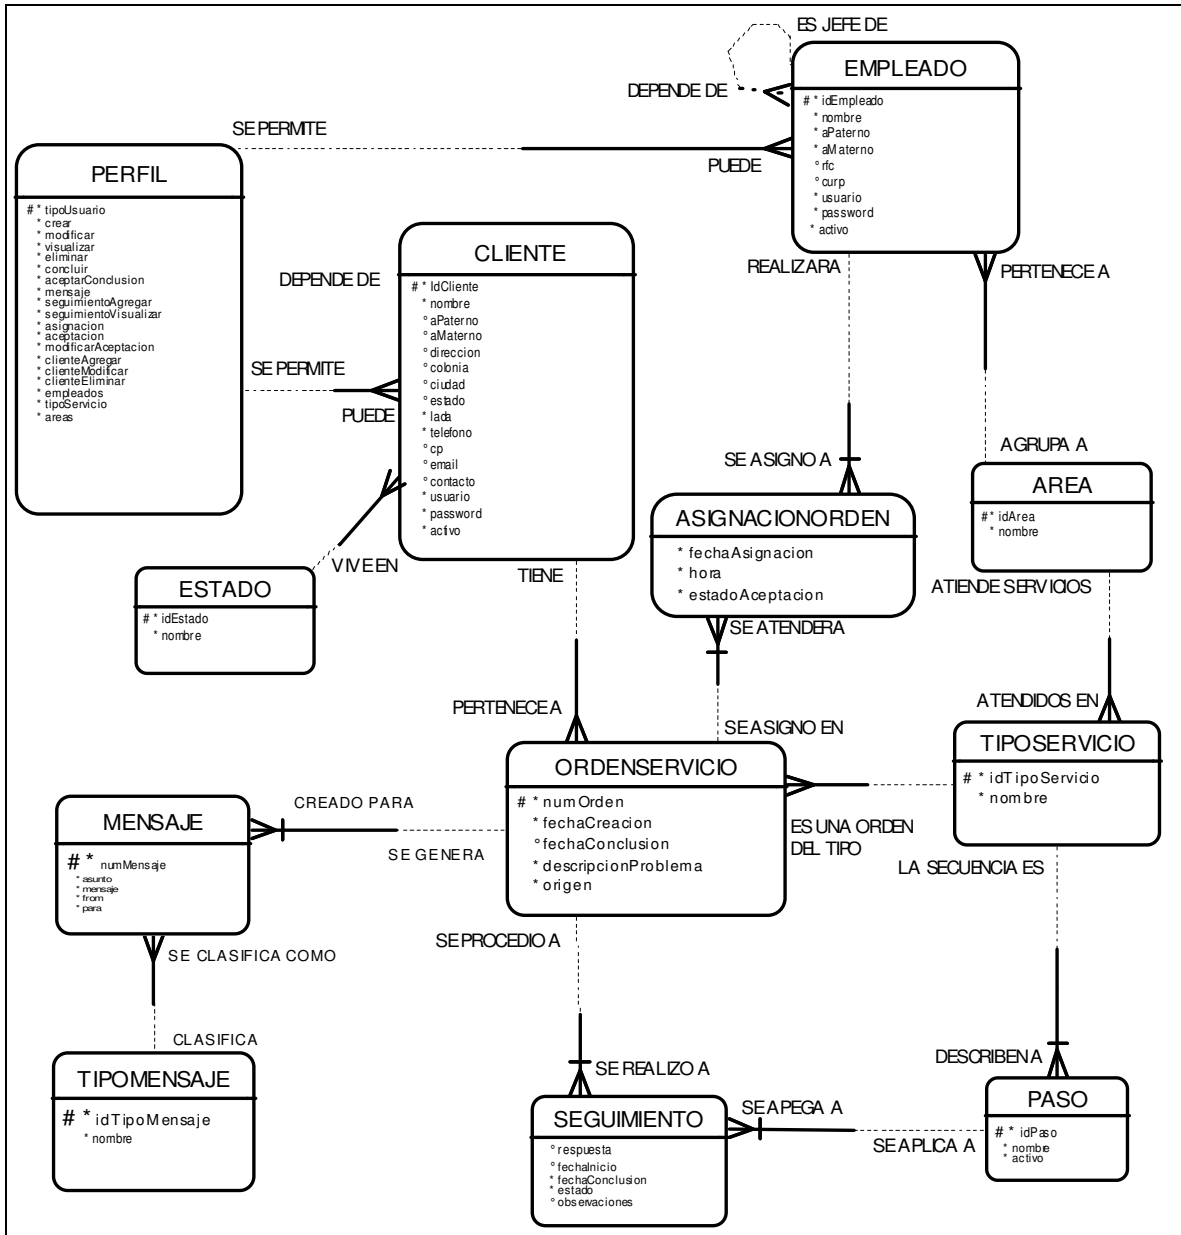 ES JEFE DE
EMPLEADO
DEPENDE DE
# * idEmpleado
* nombre
* aPaterno
* aMaterno
° rfc
° curp
* usuario
* password
* activo
SE PERMITE
PUEDE
PERFIL
# * tipoUsuario
* crear
* modificar
* visualizar
* eliminar
* concluir
* aceptarConclusion
* mensaje
* seguimientoAgregar
* seguimientoVisualizar
* asignacion
* aceptacion
* modificarAceptacion
* clienteAgregar
* clienteModificar
* clienteEliminar
* empleados
* tipoServicio
* areas
CLIENTE
DEPENDE DE
# * IdCliente
* nombre
° aPaterno
° aMaterno
° direccion
° colonia
° ciudad
° estado
* lada
* telefono
° cp
° email
° contacto
* usuario
* password
* activo
SE PERMITE
PUEDE
REALIZARA
PERTENECE A
SE ASIGNO A
AGRUPA A
AREA
# * idArea
* nombre
ASIGNACIONORDEN
* fechaAsignacion
* hora
* estadoAceptacion
VIVE EN
ESTADO
# * idEstado
* nombre
TIENE
ATIENDE SERVICIOS
SE ATENDERA
PERTENECE A
SE ASIGNO EN
ATENDIDOS EN
TIPOSERVICIO
# * idTipoServicio
* nombre
ORDENSERVICIO
# * numOrden
* fechaCreacion
° fechaConclusion
* descripcionProblema
* origen
ES UNA ORDEN
DEL TIPO
LA SECUENCIA ES
CREADO PARA
SE GENERA
MENSAJE
# * numMensaje
* asunto
* mensaje
* from
* para
SE CLASIFICA COMO
SE PROCEDIO A
CLASIFICA
TIPOMENSAJE
# * idTipoMensaje
* nombre
SE REALIZO A
DESCRIBEN A
SEGUIMIENTO
° respuesta
° fechaInicio
* fechaConclusion
* estado
° observaciones
SE APEGA A
SE APLICA A
PASO
# * idPaso
* nombre
* activo